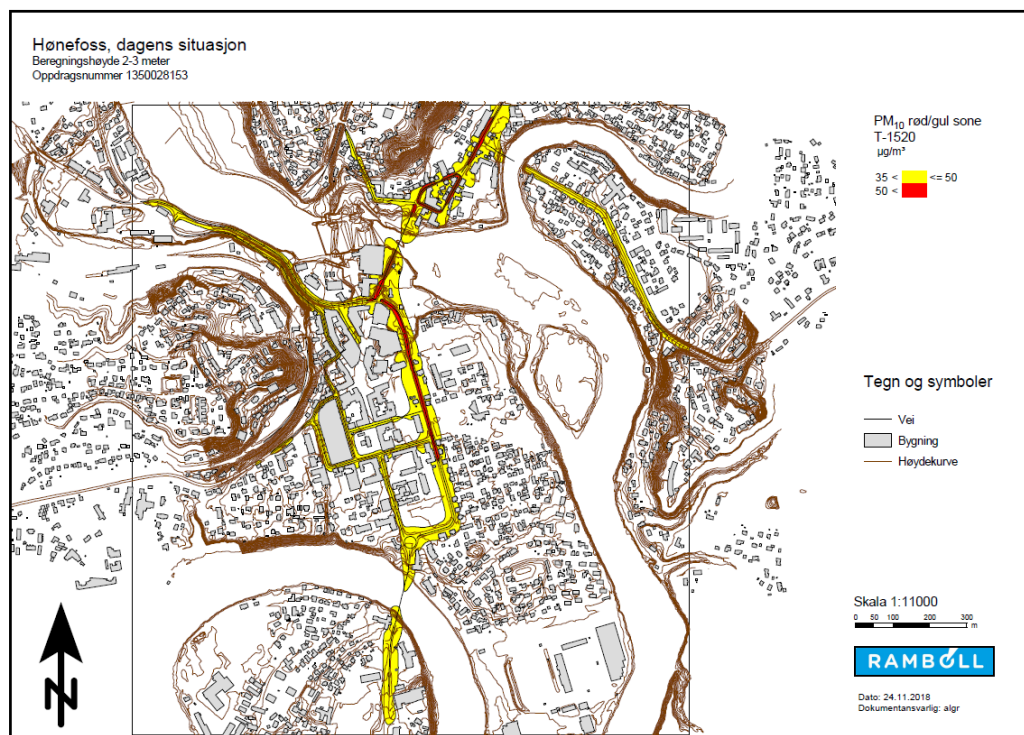 Hønefoss, dagens situasjon
Beregningshøyde 2-3 meter
Oppdragsnummer 1350028153
PM10 rød/gul sone
T-1520
µg/m³
35 < <= 50
50 <
Tegn og symboler
Vei
Bygning
Høydekurve
Skala 1:11000
0 50 100 200 300
m
N
RAMBØLL
Dato: 24.11.2018
Dokumentansvarlig: algr